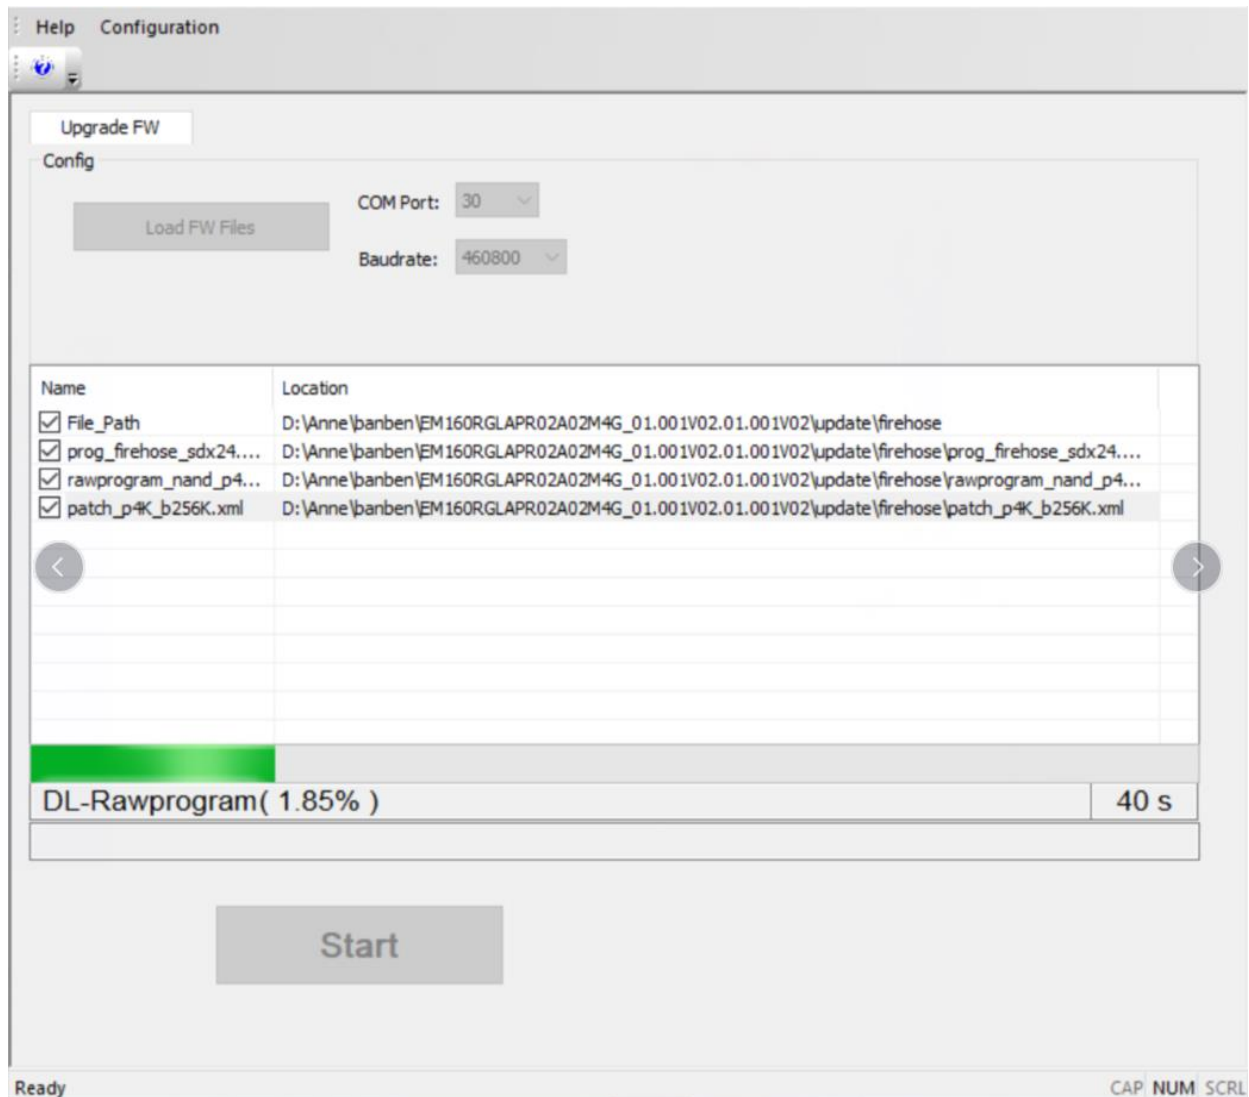 Help Configuration
Upgrade FW
Config
Load FW Files
COM Port: 30
Baudrate: 460800
Name Location
File_Path D:\Anne\banben\EM160RGLAPR02A02M4G_01.001V02.01.001V02\update\firehose
prog_firehose_sdx24.... D:\Anne\banben\EM160RGLAPR02A02M4G_01.001V02.01.001V02\update\firehose\prog_firehose_sdx24....
rawprogram_nand_p4... D:\Anne\banben\EM160RGLAPR02A02M4G_01.001V02.01.001V02\update\firehose\rawprogram_nand_p4...
patch_p4K_b256K.xml D:\Anne\banben\EM160RGLAPR02A02M4G_01.001V02.01.001V02\update\firehose\patch_p4K_b256K.xml
DL-Rawprogram( 1.85% ) 40 s
Start
Ready CAP NUM SCRL